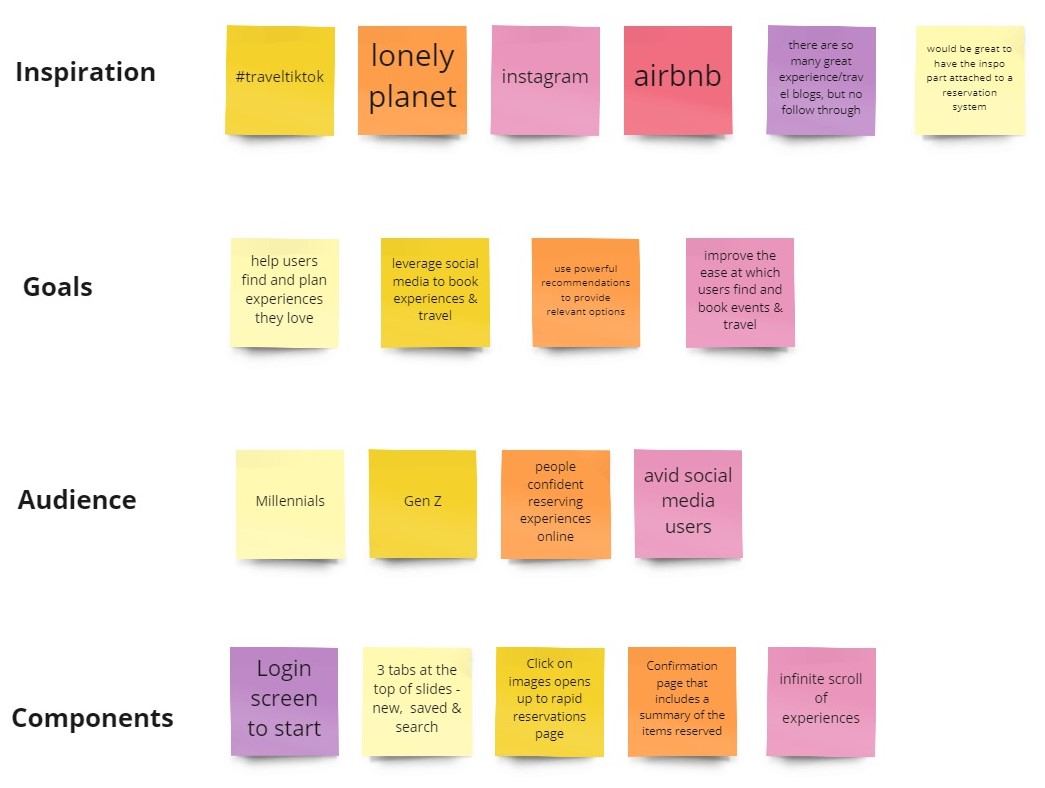 Inspiration
#traveltiktok
lonely
planet
instagram
airbnb
there are so
many great
experience/trav
el blogs, but no
follow through
would be great to
have the inspo
part attached to a
reservation
system
Goals
help users
find and plan
experiences
they love
leverage social
media to book
experiences &
travel
use powerful
recommendations
to provide
relevant options
improve the
ease at which
users find and
book events &
travel
Audience
Millennials
Gen Z
people
confident
reserving
experiences
online
avid social
media
users
Components
Login
screen
to start
3 tabs at the
top of slides -
new, saved &
search
Click on
images opens
up to rapid
reservations
page
Confirmation
page that
includes a
summary of the
items reserved
infinite scroll
of
experiences